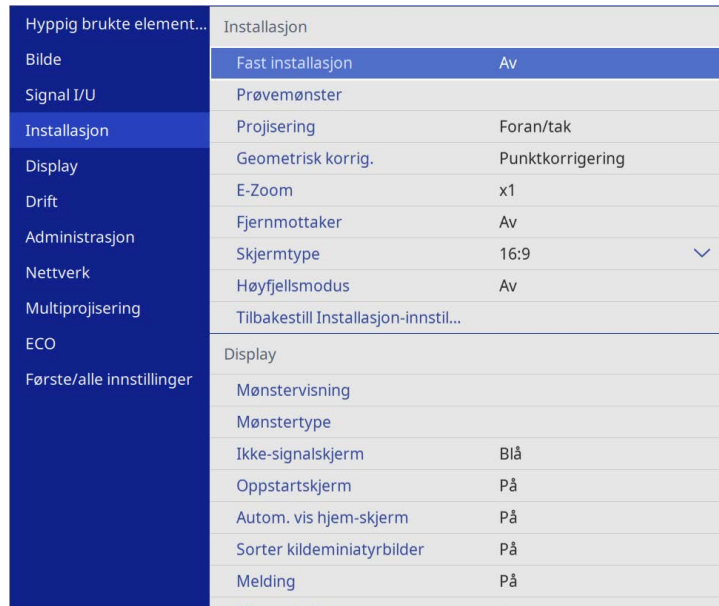 Hyppig brukte element...
Bilde
Signal I/U
Installasjon
Display
Drift
Administrasjon
Nettverk
Multiprojisering
ECO
Første/alle innstillinger
Installasjon
Fast installasjon Av
Prøvemønster
Projisering Foran/tak
Geometrisk korrig. Punktkorrigering
E-Zoom x1
Fjernmottaker Av
Skjermtype 16:9
Høyfjellsmodus Av
Tilbakestill Installasjon-innstil...
Display
Mønstervisning
Mønstertype
Ikke-signalskjerm Blå
Oppstartskjerm På
Autom. vis hjem-skjerm På
Sorter kildeminiatyrbilder På
Melding På